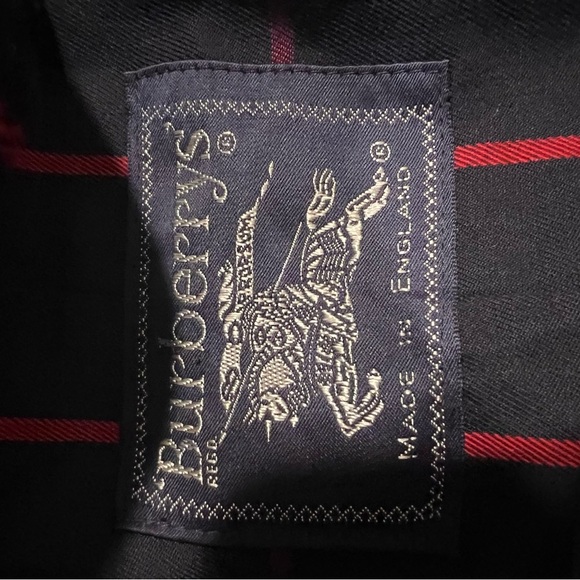 'Burberrys' ®
REGD.
PRORSUM
®
MADE IN ENGLAND